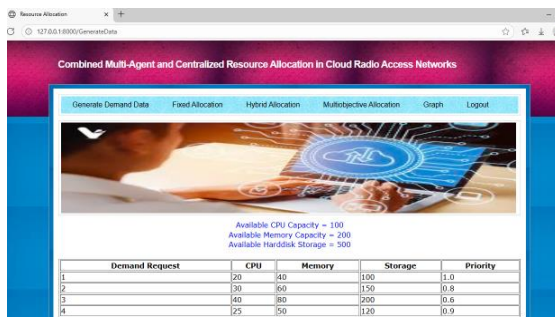 Resource Allocation
127.0.0.1:8000/GenerateData
Combined Multi-Agent and Centralized Resource Allocation in Cloud Radio Access Networks
Generate Demand Data Fixed Allocation Hybrid Allocation Multiobjective Allocation Graph Logout
Available CPU Capacity = 100
Available Memory Capacity = 200
Available Harddisk Storage = 500
Demand Request CPU Memory Storage Priority
1 20 40 100 1.0
2 30 60 150 0.8
3 40 80 200 0.6
4 25 50 120 0.9